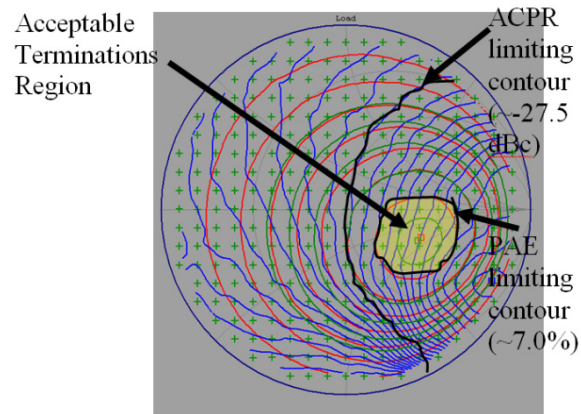 Acceptable
Terminations
Region
Load
ACPR
limiting
contour
(~-27.5
dBc)
PAE
limiting
contour
(~7.0%)